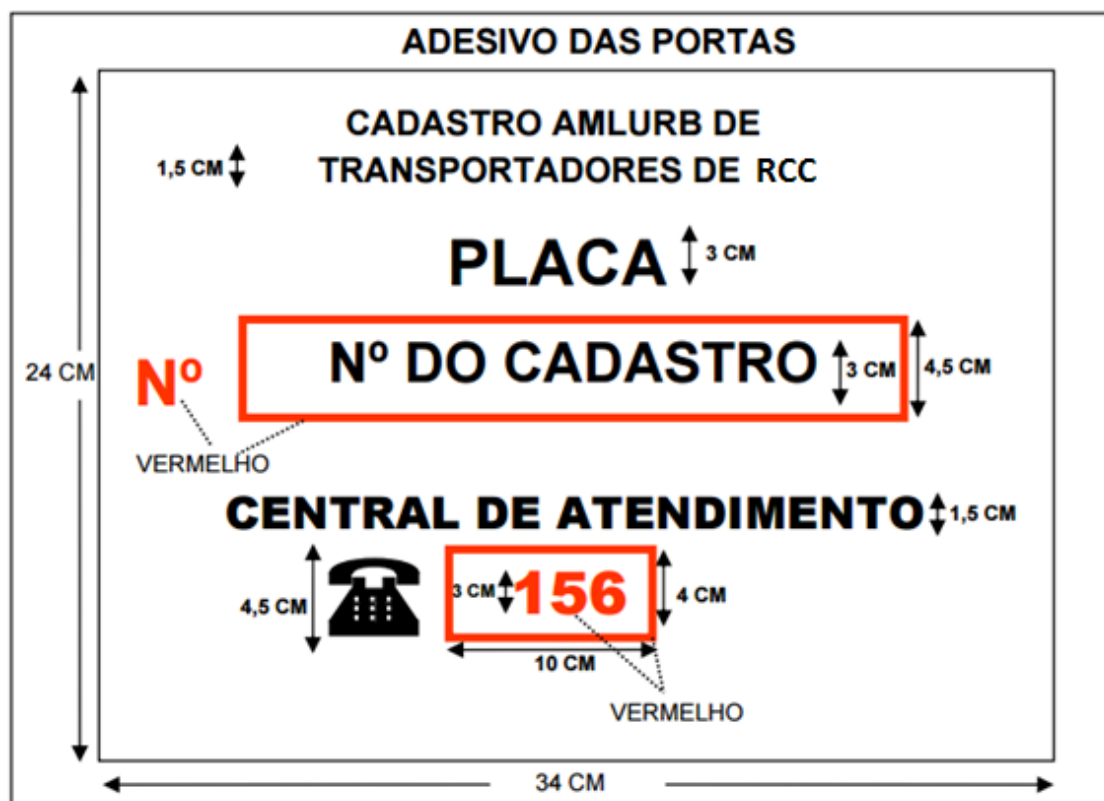 ADESIVO DAS PORTAS
CADASTRO AMLURB DE
1,5 CM TRANSPORTADORES DE RCC
PLACA 3 CM
24 CM Nº Nº DO CADASTRO 3 CM 4,5 CM
VERMELHO
CENTRAL DE ATENDIMENTO 1,5 CM
4,5 CM 3 CM 156 4 CM
10 CM
VERMELHO
34 CM